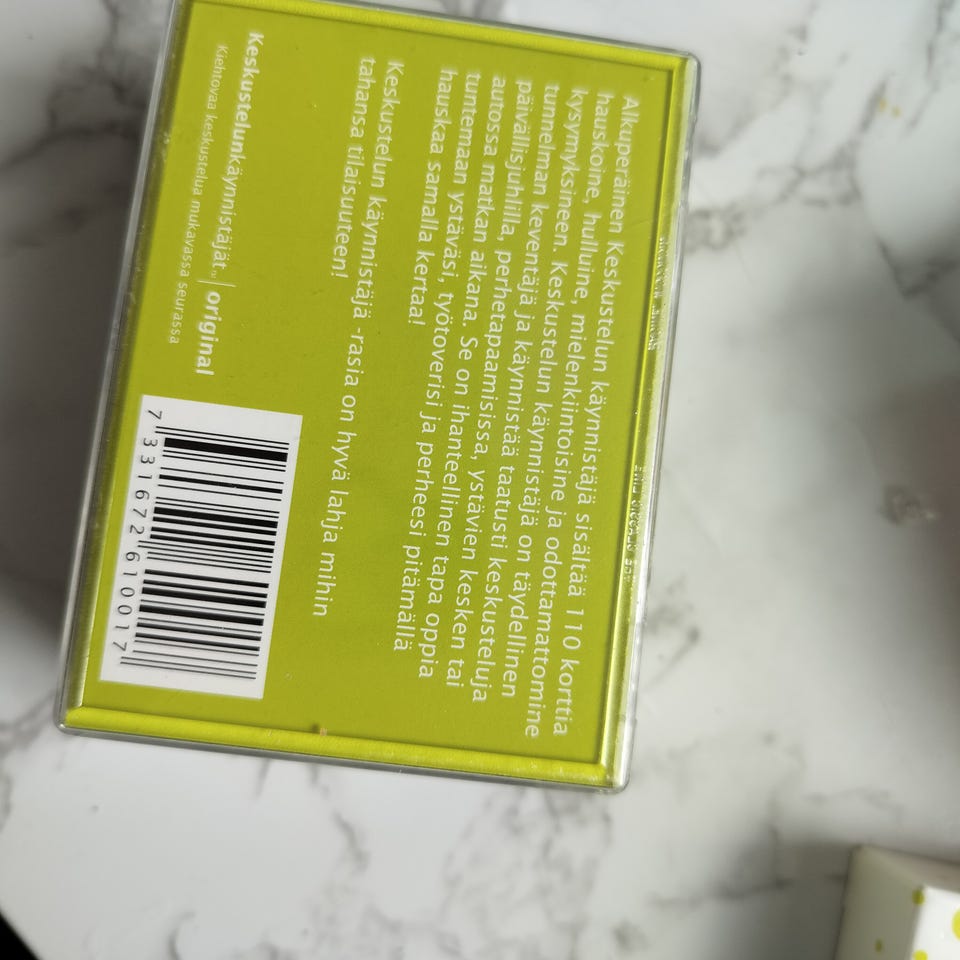 Alkuperäinen Keskustelun käynnistäjä sisältää 110 korttia
hauskoine, hulluine, mielenkiintoisine ja odottamattomine
kysymyksineen. Keskustelun käynnistäjä on täydellinen
tunnelman keventäjä ja käynnistää taatusti keskusteluja
päivällisjuhlilla, perhetapaamisissa, ystävien kesken tai
autossa matkan aikana. Se on ihanteellinen tapa oppia
tuntemaan ystäväsi, työtoverisi ja perheesi pitämällä
hauskaa samalla kertaa!
Keskustelun käynnistäjä -rasia on hyvä lahja mihin
tahansa tilaisuuteen!
Keskustelunkäynnistäjät™ | original
Kiehtovaa keskustelua mukavassa seurassa
7 331672 610017